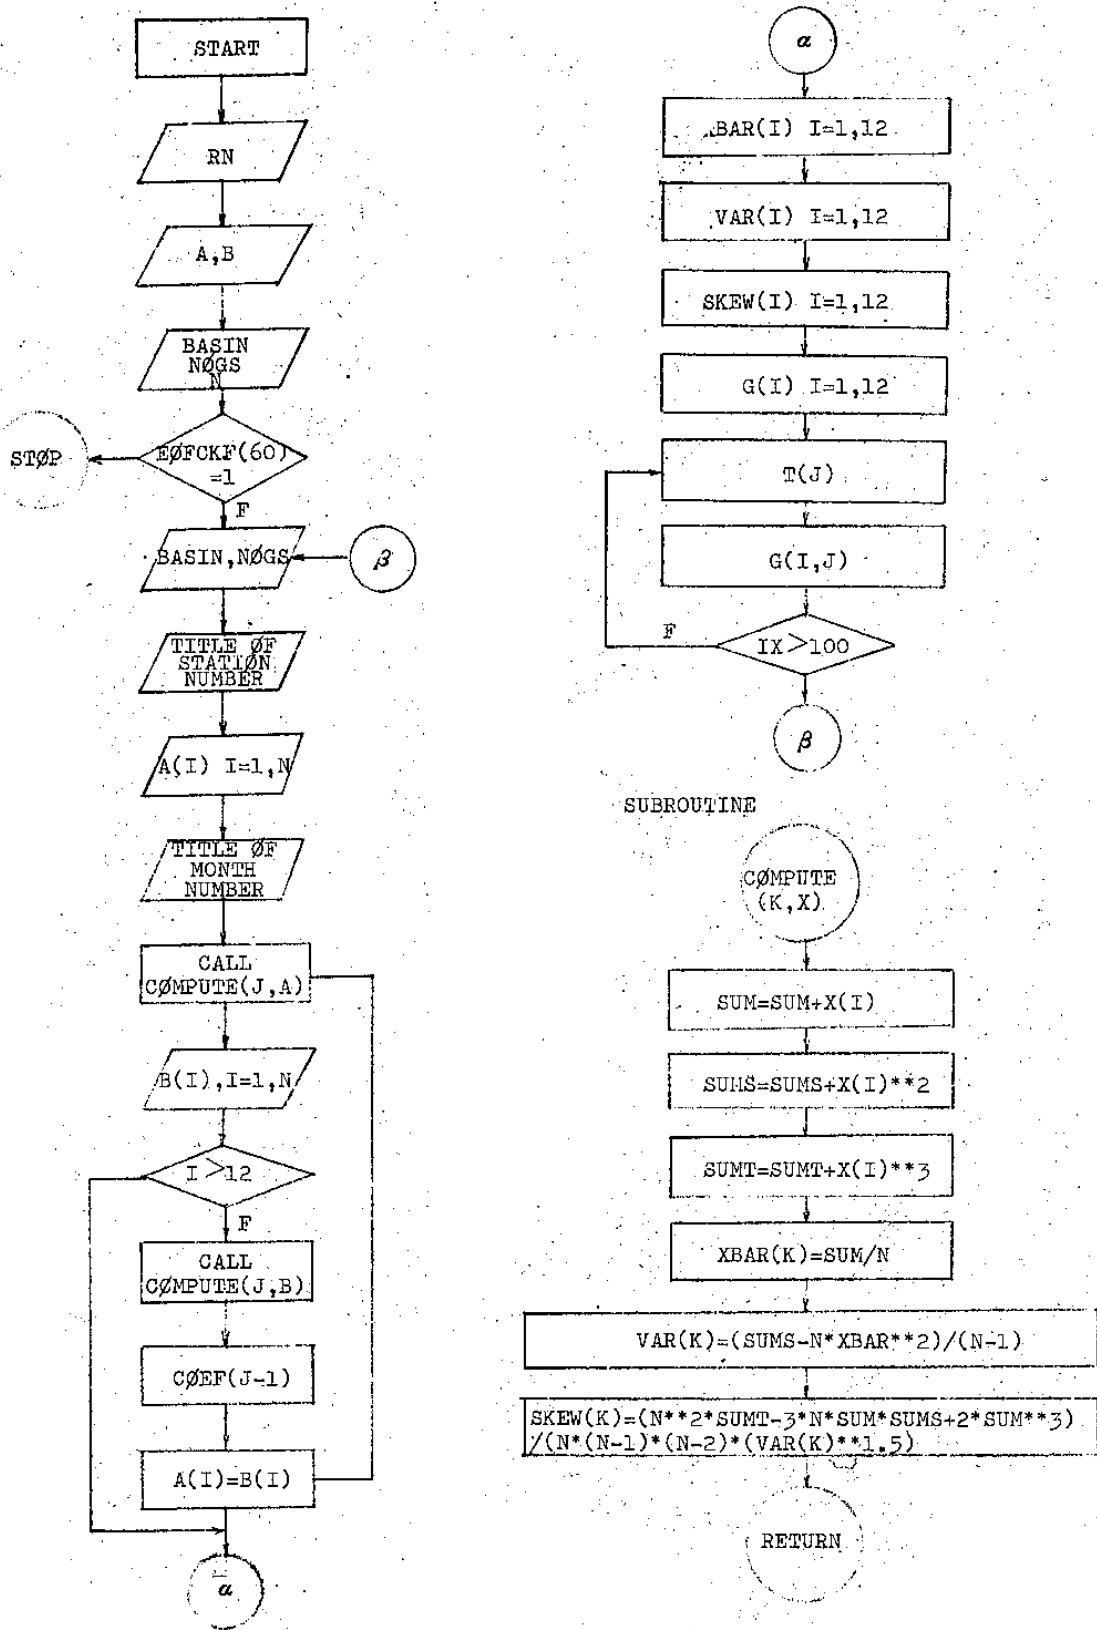 START
RN
A,B
BASIN
NØGS
N
EØFCKF(60)
=1
STØP
F
BASIN,NØGS
β
TITLE ØF
STATIØN
NUMBER
A(I) I=1,N
TITLE ØF
MONTH
NUMBER
CALL
CØMPUTE(J,A)
B(I),I=1,N
I>12
F
CALL
CØMPUTE(J,B)
CØEF(J-1)
A(I)=B(I)
α
α
BAR(I) I=1,12
VAR(I) I=1,12
SKEW(I) I=1,12
G(I) I=1,12
T(J)
G(I,J)
F
IX>100
β
SUBROUTINE
CØMPUTE
(K,X)
SUM=SUM+X(I)
SUMS=SUMS+X(I)**2
SUMT=SUMT+X(I)**3
XBAR(K)=SUM/N
VAR(K)=(SUMS-N*XBAR**2)/(N-1)
SKEW(K)=(N**2*SUMT-3*N*SUM*SUMS+2*SUM**3)
/(N*(N-1)*(N-2)*(VAR(K)**1.5)
RETURN